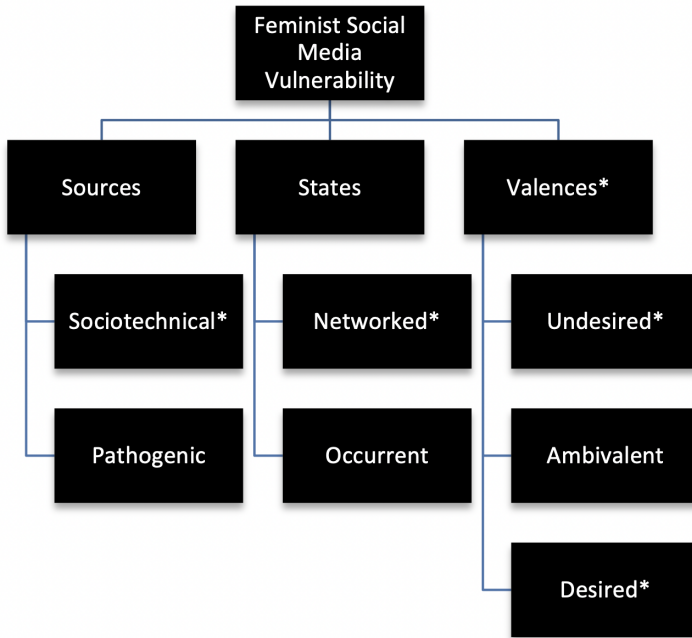 Feminist Social
Media
Vulnerability
Sources
States
Valences*
Sociotechnical*
Networked*
Undesired*
Pathogenic
Occurrent
Ambivalent
Desired*